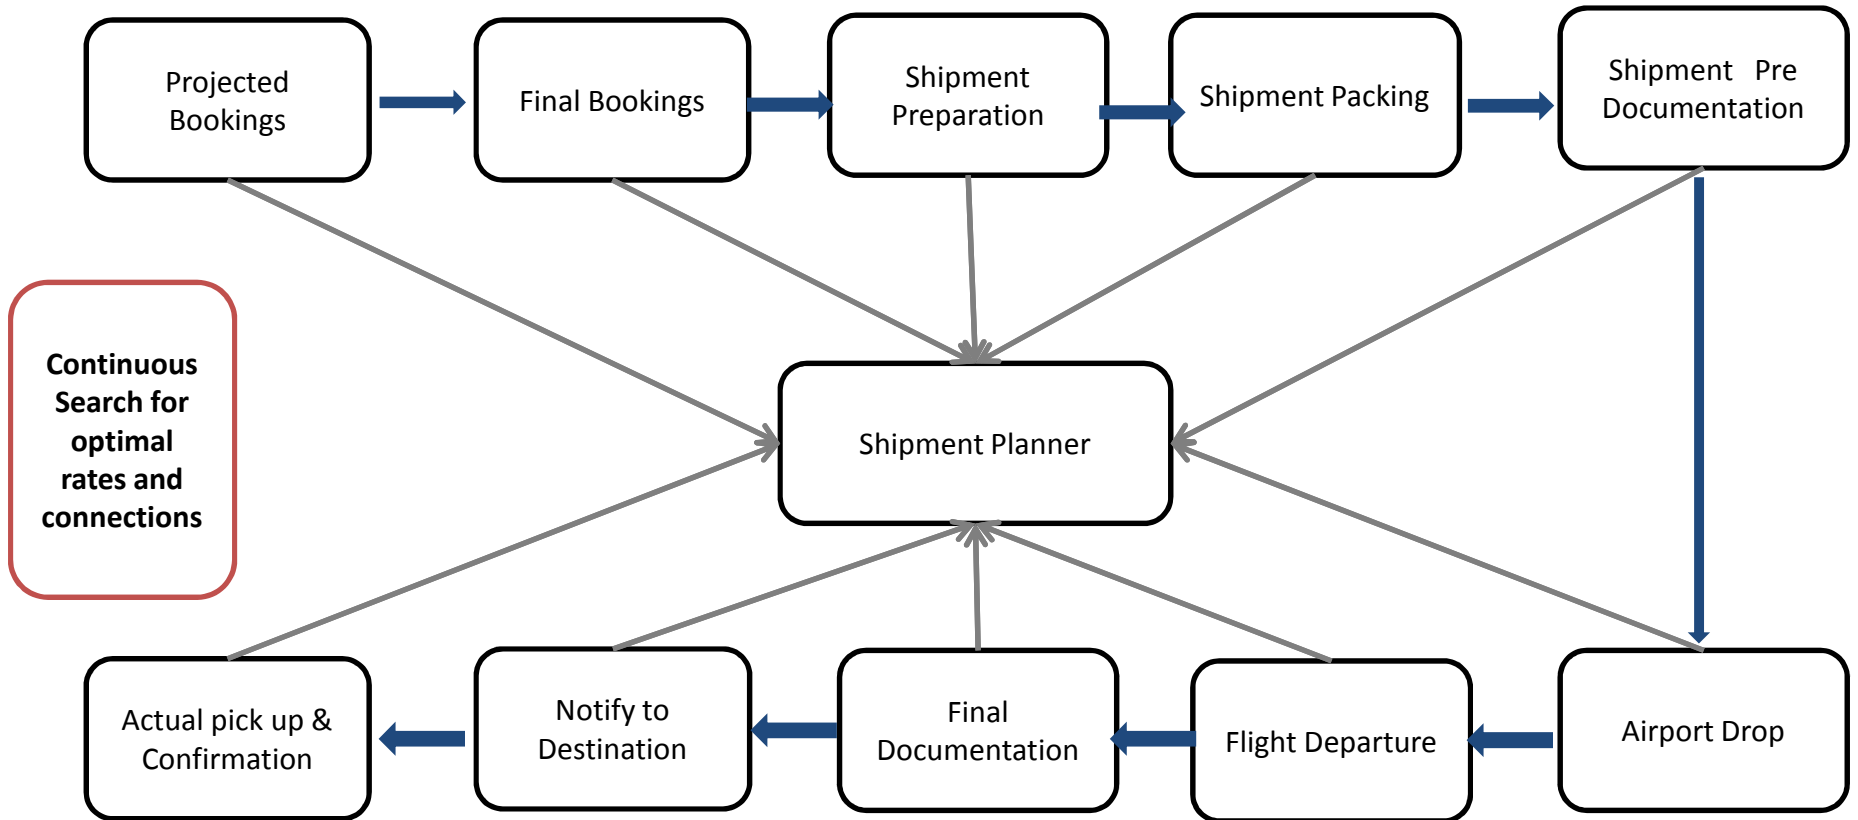 Projected
Bookings
Final Bookings
Shipment
Preparation
Shipment Packing
Shipment Pre
Documentation
Continuous
Search for
optimal
rates and
connections
Shipment Planner
Actual pick up &
Confirmation
Notify to
Destination
Final
Documentation
Flight Departure
Airport Drop